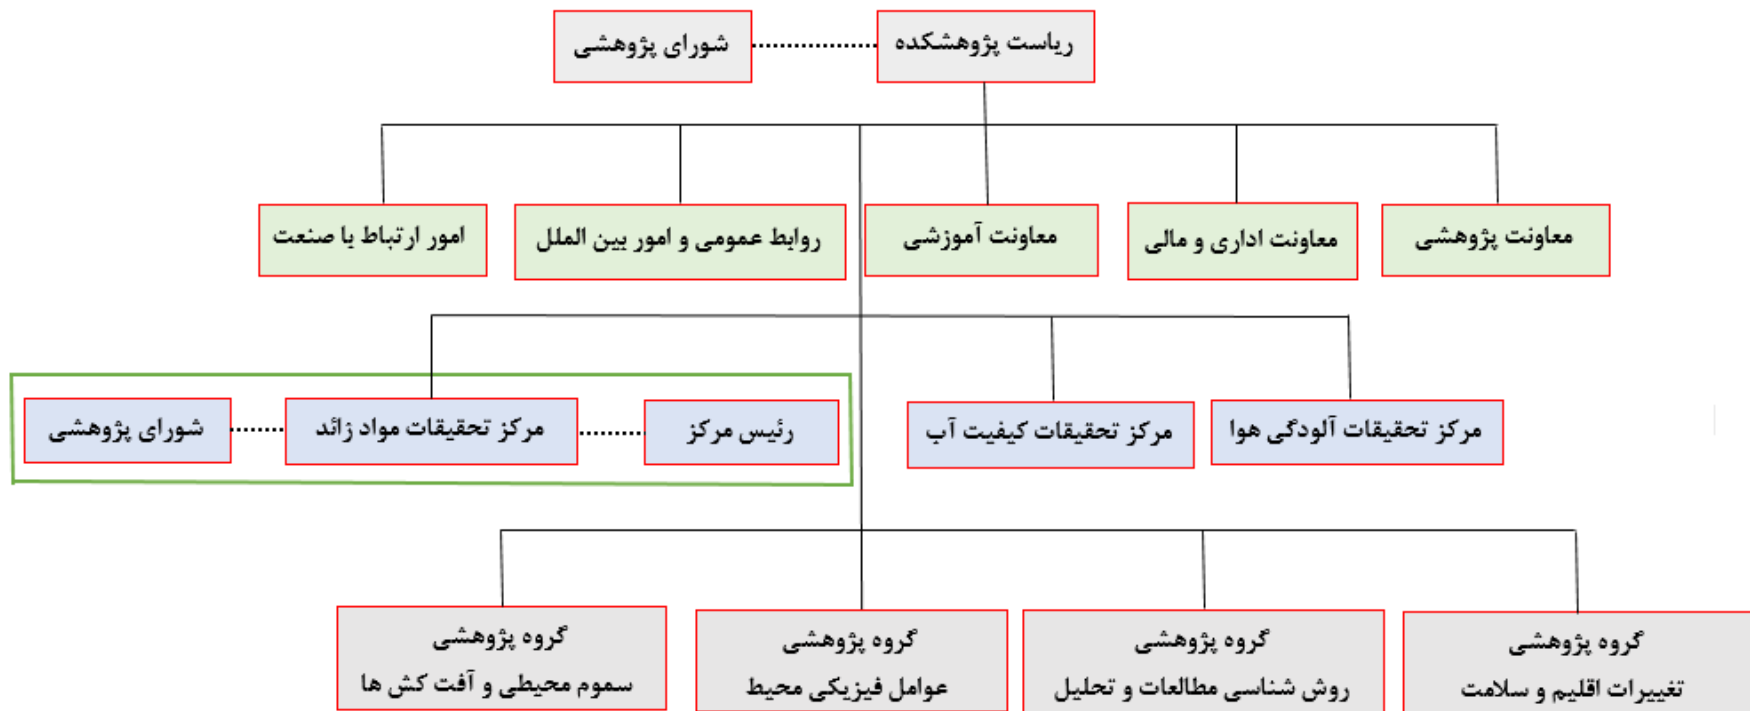 ریاست پژوهشکده
شورای پژوهشی
معاونت پژوهشی
معاونت اداری و مالی
معاونت آموزشی
روابط عمومی و امور بین الملل
امور ارتباط با صنعت
مرکز تحقیقات آلودگی هوا
مرکز تحقیقات کیفیت آب
رئیس مرکز
مرکز تحقیقات مواد زائد
شورای پژوهشی
گروه پژوهشی
تغییرات اقلیم و سلامت
گروه پژوهشی
روش شناسی مطالعات و تحلیل
گروه پژوهشی
عوامل فیزیکی محیط
گروه پژوهشی
سموم محیطی و آفت کش ها